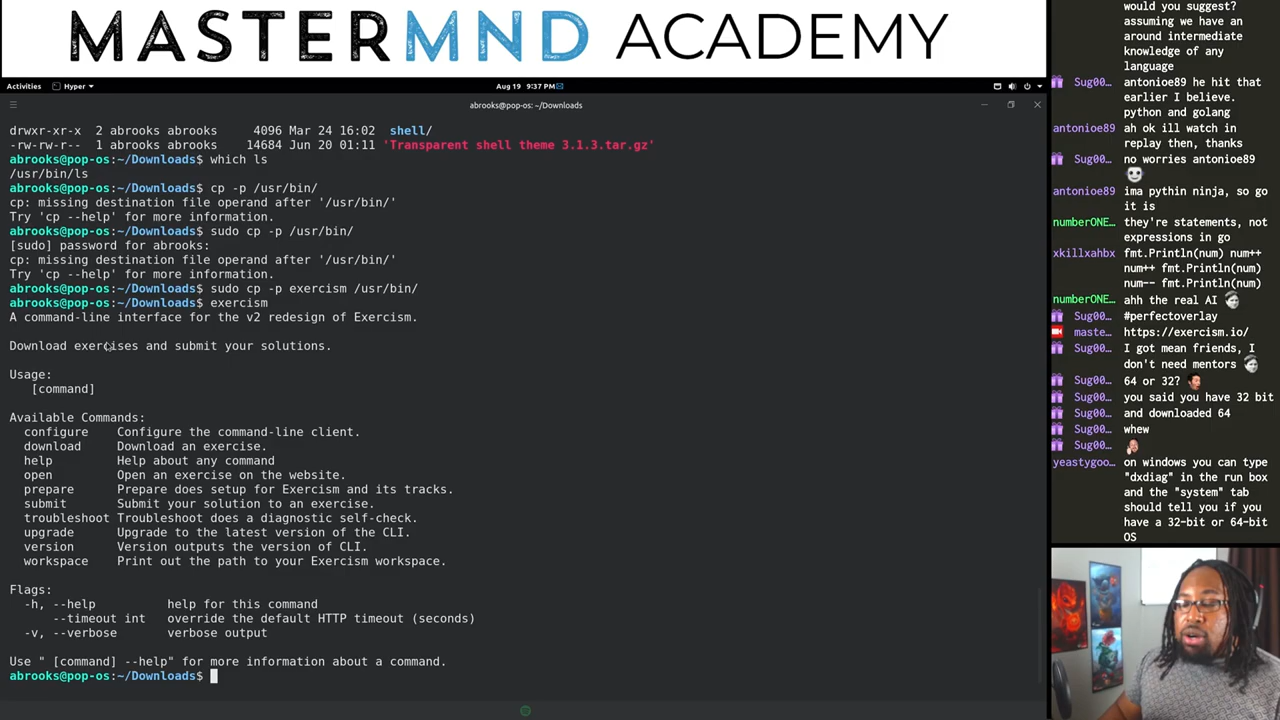 MASTERMND ACADEMY
Activities
Hyper
Aug 19 9:37 PM
abrooks@pop-os: ~/Downloads
drwxr-xr-x 2 abrooks abrooks 4096 Mar 24 16:02 shell/
-rw-rw-r-- 1 abrooks abrooks 14684 Jun 20 01:11 'Transparent shell theme 3.1.3.tar.gz'
abrooks@pop-os:~/Downloads$ which ls
/usr/bin/ls
abrooks@pop-os:~/Downloads$ cp -p /usr/bin/
cp: missing destination file operand after '/usr/bin/'
Try 'cp --help' for more information.
abrooks@pop-os:~/Downloads$ sudo cp -p /usr/bin/
[sudo] password for abrooks:
cp: missing destination file operand after '/usr/bin/'
Try 'cp --help' for more information.
abrooks@pop-os:~/Downloads$ sudo cp -p exercism /usr/bin/
abrooks@pop-os:~/Downloads$ exercism
A command-line interface for the v2 redesign of Exercism.
Download exercises and submit your solutions.
Usage:
[command]
Available Commands:
configure Configure the command-line client.
download Download an exercise.
help Help about any command
open Open an exercise on the website.
prepare Prepare does setup for Exercism and its tracks.
submit Submit your solution to an exercise.
troubleshoot Troubleshoot does a diagnostic self-check.
upgrade Upgrade to the latest version of the CLI.
version Version outputs the version of CLI.
workspace Print out the path to your Exercism workspace.
Flags:
-h, --help help for this command
--timeout int override the default HTTP timeout (seconds)
-v, --verbose verbose output
Use " [command] --help" for more information about a command.
abrooks@pop-os:~/Downloads$
would you suggest?
assuming we have an
around intermediate
knowledge of any
language
Sug00… antonioe89 he hit that
earlier I believe.
python and golang
antonioe89 ah ok ill watch in
replay then, thanks
Sug00… no worries antonioe89
antonioe89 ima pythin ninja, so go
it is
numberONE… they're statements, not
expressions in go
xkillxahbx fmt.Println(num) num++
num++ fmt.Println(num)
num-- fmt.Println(num)
numberONE… ahh the real AI
Sug0… #perfectoverlay
maste… https://exercism.io/
Sug0… I got mean friends, I
don't need mentors
Sug0… 64 or 32?
Sug0… you said you have 32 bit
Sug0… and downloaded 64
Sug0… whew
Sug0…
yeastygoo… on windows you can type
"dxdiag" in the run box
and the "system" tab
should tell you if you
have a 32-bit or 64-bit
OS